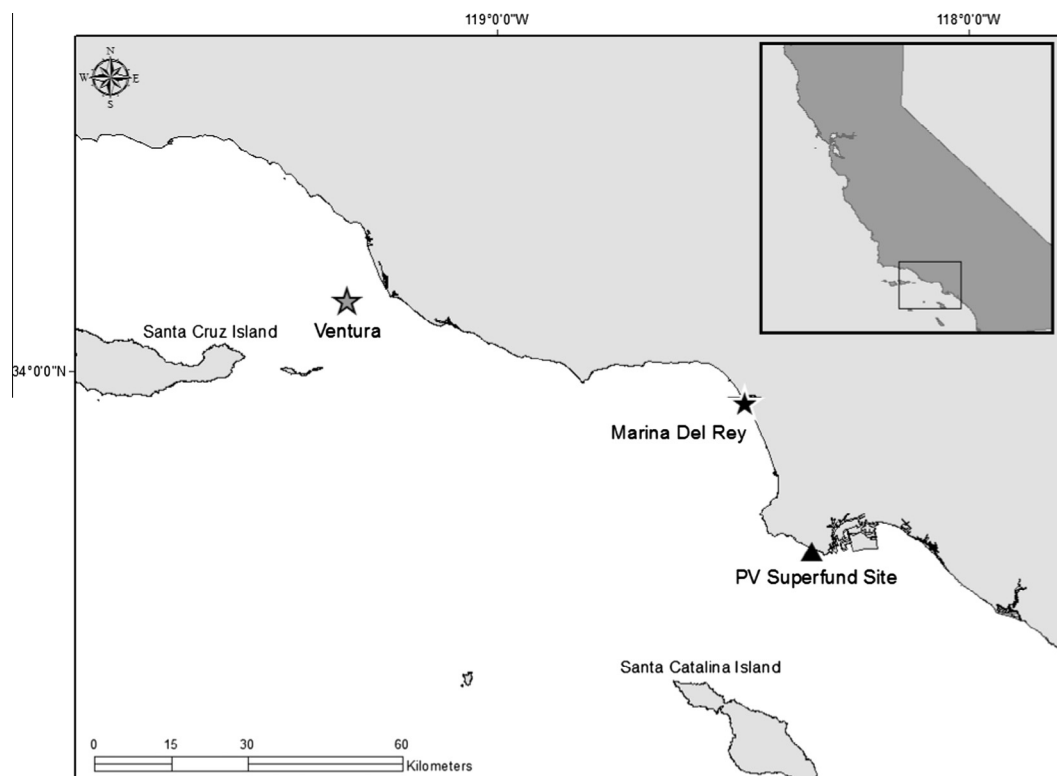 119°0'0"W
118°0'0"W
N
W E
S
Santa Cruz Island
Ventura
34°0'0"N
Marina Del Rey
PV Superfund Site
Santa Catalina Island
0 15 30 60
Kilometers